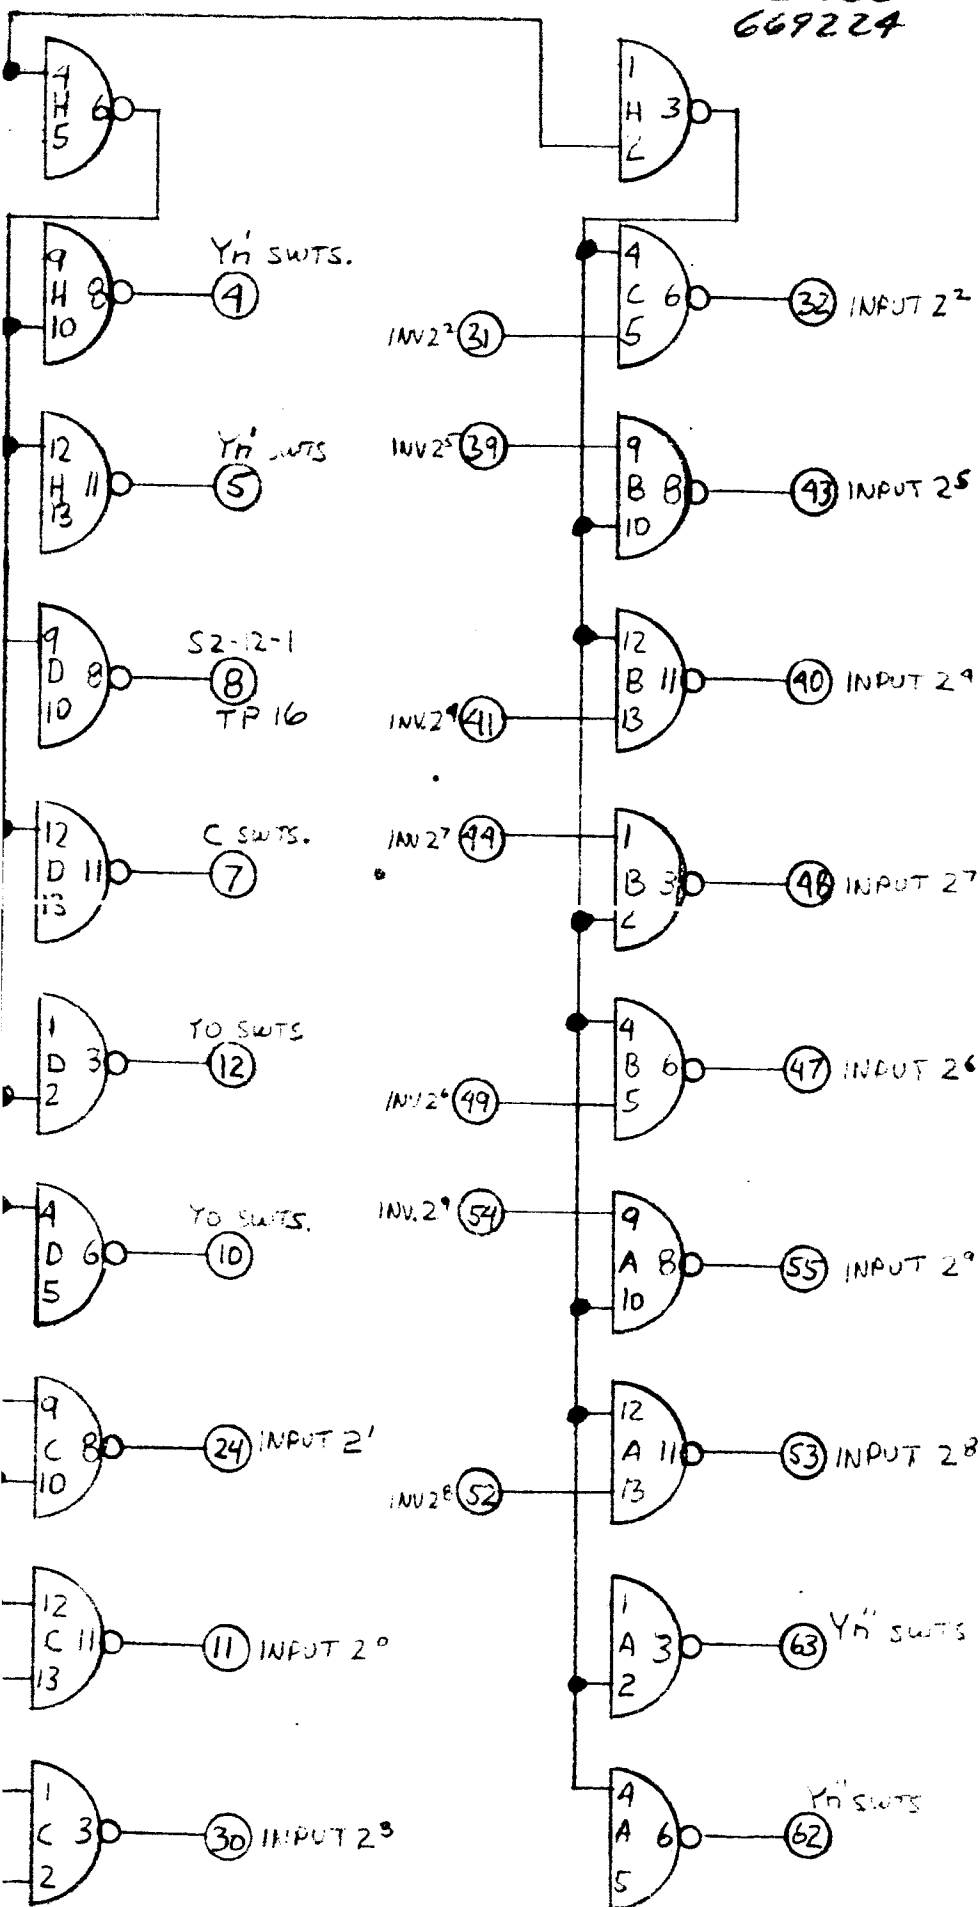 669224
4
H 6
5
1
H 3
2
9
H 8
10
Yn' SWTS.
4
4
C 6
5
INV 2² 31
32 INPUT 2²
12
H 11
13
Yn'
5
INV 2⁵ 39
9
B 8
10
43 INPUT 2⁵
9
D 8
10
S2-12-1
8
TP 16
INV. 2⁴ 41
12
B 11
13
40 INPUT 2⁴
12
D 11
13
C SWTS.
7
INV 2⁷ 44
1
B 3
2
48 INPUT 2⁷
1
D 3
2
YO SWTS
12
INV 2⁶ 49
4
B 6
5
47 INPUT 2⁶
4
D 6
5
YO SWTS.
10
INV. 2⁹ 54
9
A 8
10
55 INPUT 2⁹
9
C 8
10
24 INPUT 2'
INV 2⁸ 52
12
A 11
13
53 INPUT 2⁸
12
C 11
13
11 INPUT 2⁰
1
A 3
2
63 Yn" SWTS
1
C 3
2
30 INPUT 2³
4
A 6
5
Yn" SWTS
62